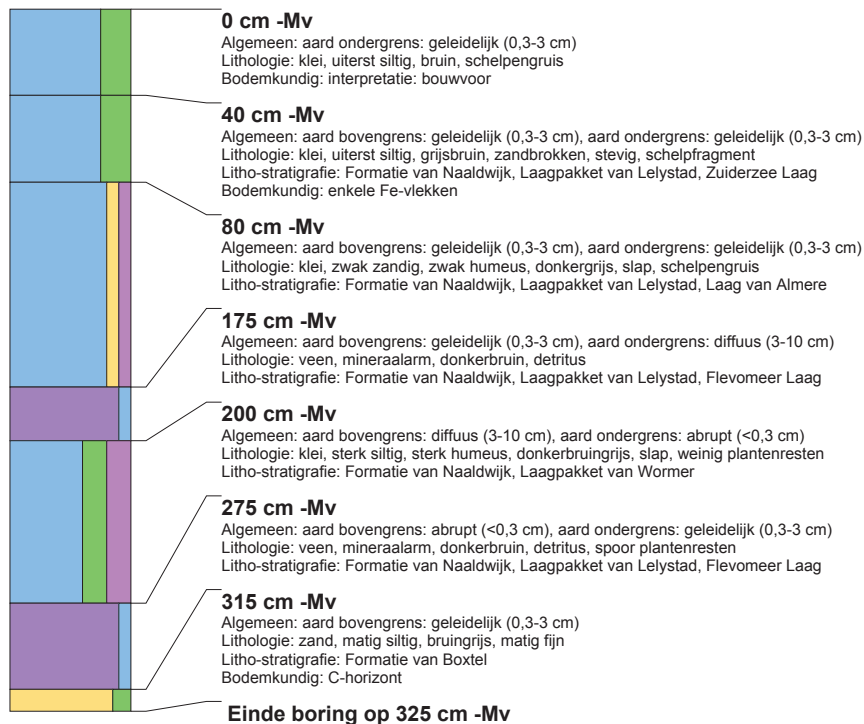 0 cm -Mv
Algemeen: aard ondergrens: geleidelijk (0,3-3 cm)
Lithologie: klei, uiterst siltig, bruin, schelpengruis
Bodemkundig: interpretatie: bouwvoor
40 cm -Mv
Algemeen: aard bovengrens: geleidelijk (0,3-3 cm), aard ondergrens: geleidelijk (0,3-3 cm)
Lithologie: klei, uiterst siltig, grijsbruin, zandbrokken, stevig, schelpfragment
Litho-stratigrafie: Formatie van Naaldwijk, Laagpakket van Lelystad, Zuiderzee Laag
Bodemkundig: enkele Fe-vlekken
80 cm -Mv
Algemeen: aard bovengrens: geleidelijk (0,3-3 cm), aard ondergrens: geleidelijk (0,3-3 cm)
Lithologie: klei, zwak zandig, zwak humeus, donkergrijs, slap, schelpengruis
Litho-stratigrafie: Formatie van Naaldwijk, Laagpakket van Lelystad, Laag van Almere
175 cm -Mv
Algemeen: aard bovengrens: geleidelijk (0,3-3 cm), aard ondergrens: diffuus (3-10 cm)
Lithologie: veen, mineraalarm, donkerbruin, detritus
Litho-stratigrafie: Formatie van Naaldwijk, Laagpakket van Lelystad, Flevomeer Laag
200 cm -Mv
Algemeen: aard bovengrens: diffuus (3-10 cm), aard ondergrens: abrupt (<0,3 cm)
Lithologie: klei, sterk siltig, sterk humeus, donkerbruingrijs, slap, weinig plantenresten
Litho-stratigrafie: Formatie van Naaldwijk, Laagpakket van Wormer
275 cm -Mv
Algemeen: aard bovengrens: abrupt (<0,3 cm), aard ondergrens: geleidelijk (0,3-3 cm)
Lithologie: veen, mineraalarm, donkerbruin, detritus, spoor plantenresten
Litho-stratigrafie: Formatie van Naaldwijk, Laagpakket van Lelystad, Flevomeer Laag
315 cm -Mv
Algemeen: aard bovengrens: geleidelijk (0,3-3 cm)
Lithologie: zand, matig siltig, bruingrijs, matig fijn
Litho-stratigrafie: Formatie van Boxtel
Bodemkundig: C-horizont
Einde boring op 325 cm -Mv